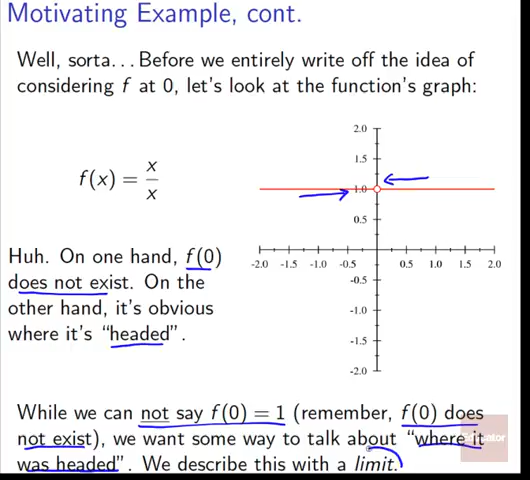 Motivating Example, cont.
Well, sorta... Before we entirely write off the idea of
considering f at 0, let's look at the function's graph:
f(x) = x/x
2.0
1.5
1.0
0.5
-2.0 -1.5 -1.0 -0.5 0.5 1.0 1.5 2.0
-0.5
-1.0
-1.5
-2.0
Huh. On one hand, f(0)
does not exist. On the
other hand, it's obvious
where it's "headed".
While we can not say f(0) = 1 (remember, f(0) does
not exist), we want some way to talk about "where it
was headed". We describe this with a limit.